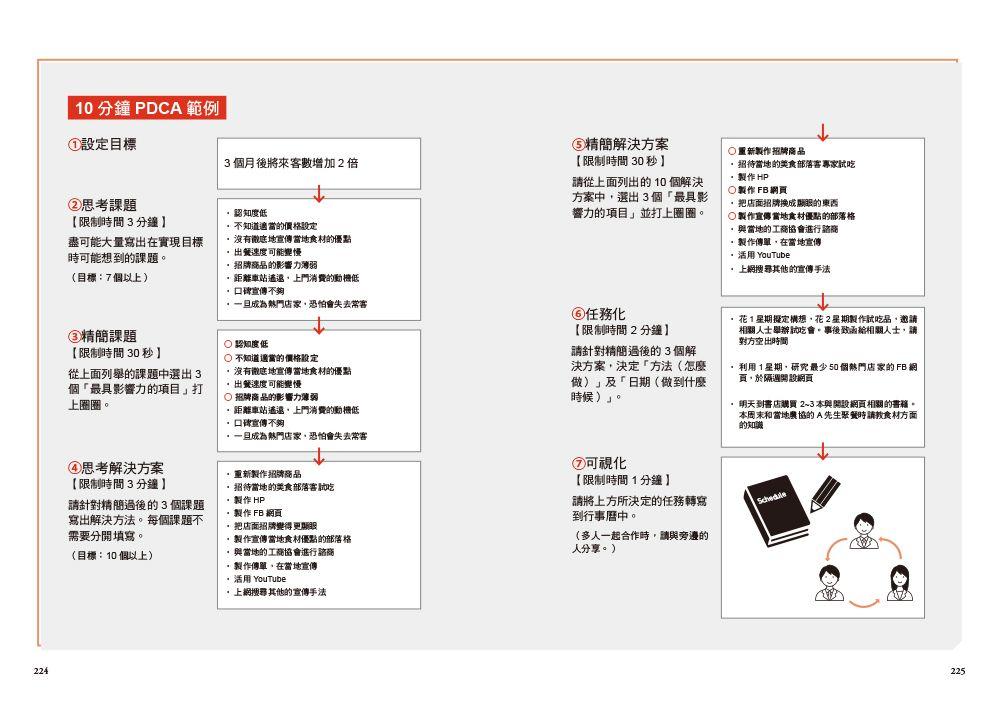 10 分鐘 PDCA 範例
①設定目標
3 個月後將來客數增加 2 倍
②思考課題
【限制時間 3 分鐘】
盡可能大量寫出在實現目標
時可能想到的課題。
（目標：7 個以上）
・ 認知度低
・ 不知道適當的價格設定
・ 沒有徹底地宣傳當地食材的優點
・ 出餐速度可能變慢
・ 招牌商品的影響力薄弱
・ 距離車站遙遠，上門消費的動機低
・ 口碑宣傳不夠
・ 一旦成為熱門店家，恐怕會失去常客
③精簡課題
【限制時間 30 秒】
從上面列舉的課題中選出 3
個「最具影響力的項目」打
上圈圈。
○ 認知度低
○ 不知道適當的價格設定
・ 沒有徹底地宣傳當地食材的優點
・ 出餐速度可能變慢
○ 招牌商品的影響力薄弱
・ 距離車站遙遠，上門消費的動機低
・ 口碑宣傳不夠
・ 一旦成為熱門店家，恐怕會失去常客
④思考解決方案
【限制時間 3 分鐘】
請針對精簡過後的 3 個課題
寫出解決方法。每個課題不
需要分開填寫。
（目標：10 個以上）
・ 重新製作招牌商品
・ 招待當地的美食部落客試吃
・ 製作 HP
・ 製作 FB 網頁
・ 把店面招牌變得更顯眼
・ 製作宣傳當地食材優點的部落格
・ 與當地的工商協會進行諮商
・ 製作傳單，在當地宣傳
・ 活用 YouTube
・ 上網搜尋其他的宣傳手法
224
⑤精簡解決方案
【限制時間 30 秒】
請從上面列出的 10 個解決
方案中，選出 3 個「最具影
響力的項目」並打上圈圈。
○ 重新製作招牌商品
・ 招待當地的美食部落客專家試吃
・ 製作 HP
○ 製作 FB 網頁
・ 把店面招牌換成顯眼的東西
○ 製作宣傳當地食材優點的部落格
・ 與當地的工商協會進行諮商
・ 製作傳單，在當地宣傳
・ 活用 YouTube
・ 上網搜尋其他的宣傳手法
⑥任務化
【限制時間 2 分鐘】
請針對精簡過後的 3 個解
決方案，決定「方法（怎麼
做）」及「日期（做到什麼
時候）」。
・ 花 1 星期擬定構想，花 2 星期製作試吃品，邀請
相關人士舉辦試吃會。事後致函給相關人士，請
對方空出時間
・ 利用 1 星期，研究最少 50 個熱門店家的 FB 網
頁，於隔週開設網頁
・ 明天到書店購買 2~3 本與開設網頁相關的書籍。
本周末和當地農協的 A 先生聚餐時請教食材方面
的知識
⑦可視化
【限制時間 1 分鐘】
請將上方所決定的任務轉寫
到行事曆中。
（多人一起合作時，請與旁邊的
人分享。）
Schedule
225